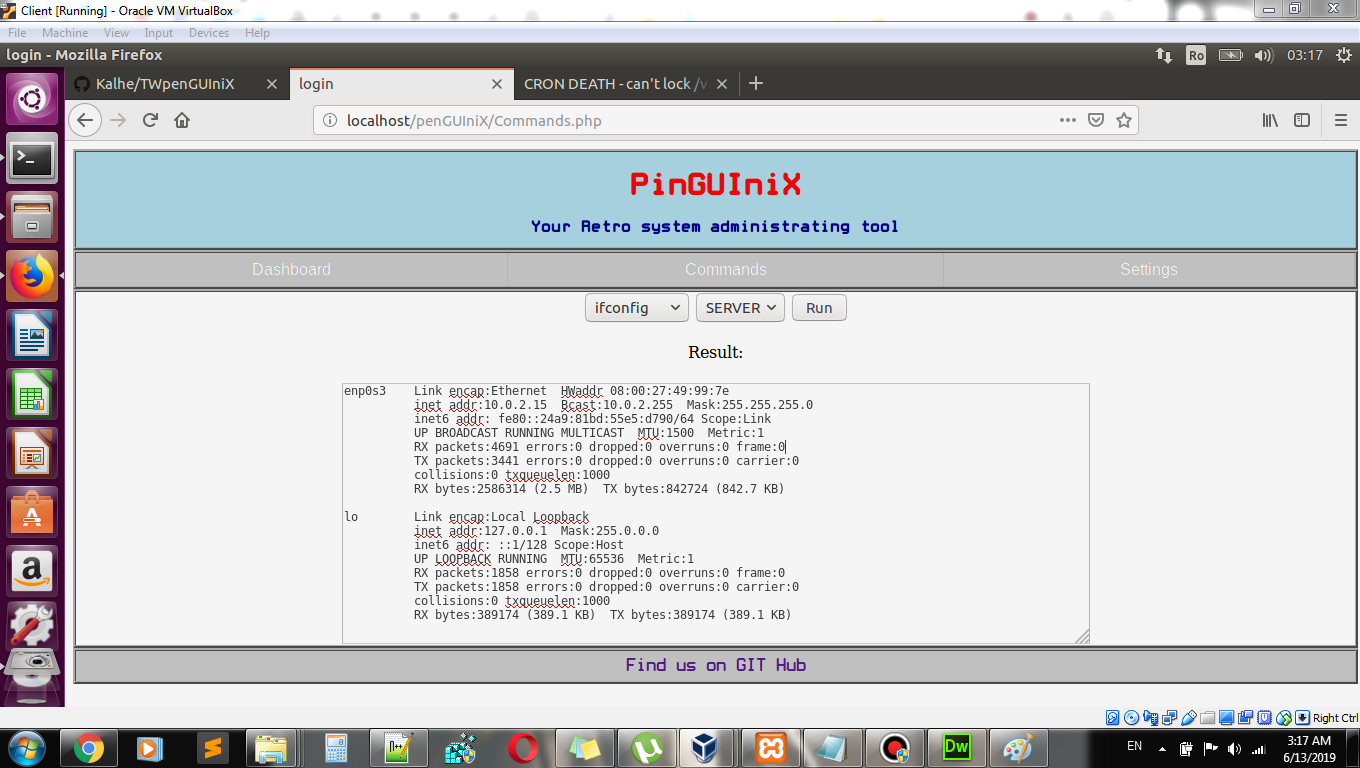 Client [Running] - Oracle VM VirtualBox
File Machine View Input Devices Help
login - Mozilla Firefox
Ro
03:17
Kalhe/TWpenGUIniX
login
CRON DEATH - can't lock /v
localhost/penGUIniX/Commands.php
PinGUIniX
Your Retro system administrating tool
Dashboard Commands Settings
ifconfig SERVER Run
Result:
enp0s3 Link encap:Ethernet HWaddr 08:00:27:49:99:7e
inet addr:10.0.2.15 Bcast:10.0.2.255 Mask:255.255.255.0
inet6 addr: fe80::24a9:81bd:55e5:d790/64 Scope:Link
UP BROADCAST RUNNING MULTICAST MTU:1500 Metric:1
RX packets:4691 errors:0 dropped:0 overruns:0 frame:0
TX packets:3441 errors:0 dropped:0 overruns:0 carrier:0
collisions:0 txqueuelen:1000
RX bytes:2586314 (2.5 MB) TX bytes:842724 (842.7 KB)
lo Link encap:Local Loopback
inet addr:127.0.0.1 Mask:255.0.0.0
inet6 addr: ::1/128 Scope:Host
UP LOOPBACK RUNNING MTU:65536 Metric:1
RX packets:1858 errors:0 dropped:0 overruns:0 frame:0
TX packets:1858 errors:0 dropped:0 overruns:0 carrier:0
collisions:0 txqueuelen:1000
RX bytes:389174 (389.1 KB) TX bytes:389174 (389.1 KB)
Find us on GIT Hub
Right Ctrl
Dw
EN
3:17 AM
6/13/2019